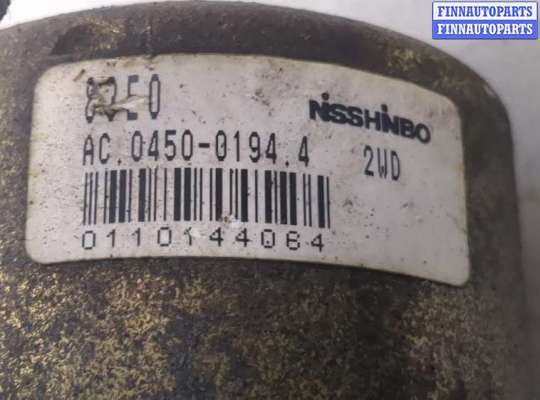 FINNAUTOPARTS
FINNAUTOPARTS
NISSHINBO
AC.0450-0194.4
2WD
0110144064